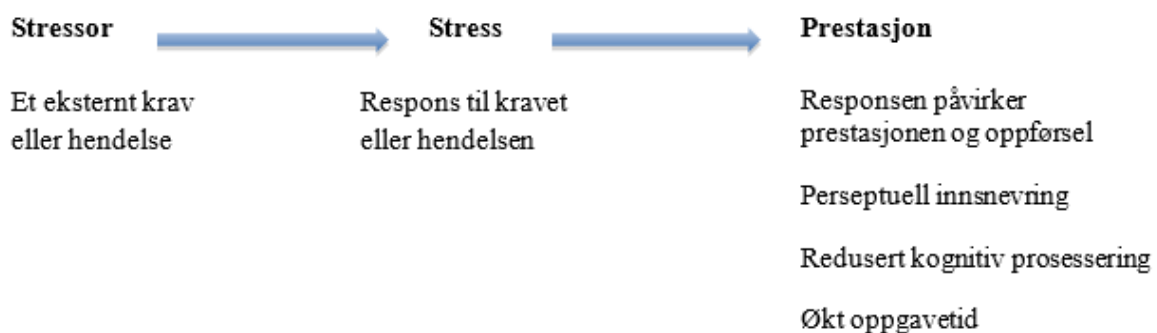 Stressor
Stress
Prestasjon
Et eksternt krav
eller hendelse
Respons til kravet
eller hendelsen
Responsen påvirker
prestasjonen og oppførsel
Perseptuell innsnevring
Redusert kognitiv prosessering
Økt oppgavetid